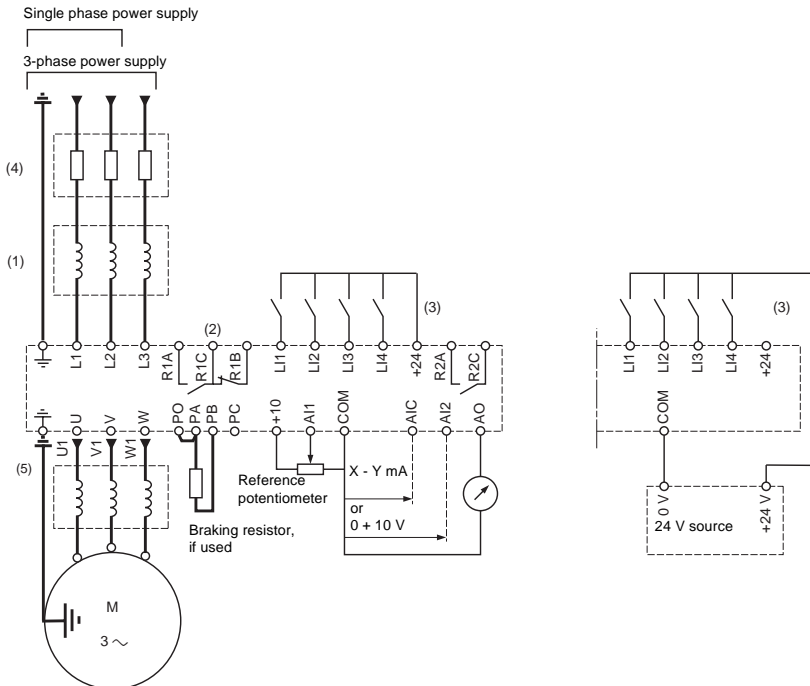 Single phase power supply
3-phase power supply
(4)
(1)
(2)
(3)
(3)
L1
L2
L3
R1A
R1C
R1B
LI1
LI2
LI3
LI4
+24
R2A
R2C
LI1
LI2
LI3
LI4
+24
U
V
W
PO
PA
PB
PC
+10
AI1
COM
AIC
AI2
AO
COM
(5)
U1
V1
W1
Reference
potentiometer
X - Y mA
or
0 + 10 V
Braking resistor,
if used
0 V
24 V source
+24 V
M
3 ~